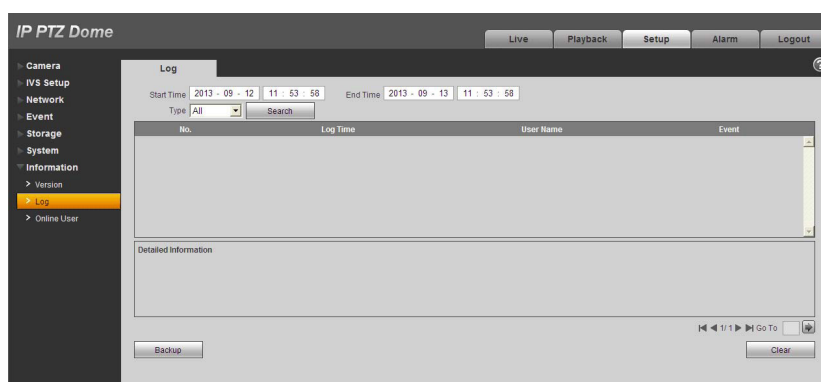 IP PTZ Dome
Live
Playback
Setup
Alarm
Logout
Camera
IVS Setup
Network
Event
Storage
System
Information
Version
Log
Online User
Log
Start Time 2013 - 09 - 12 11 : 53 : 58 End Time 2013 - 09 - 13 11 : 53 : 58
Type All Search
No. Log Time User Name Event
Detailed Information
1/1 Go To
Backup
Clear